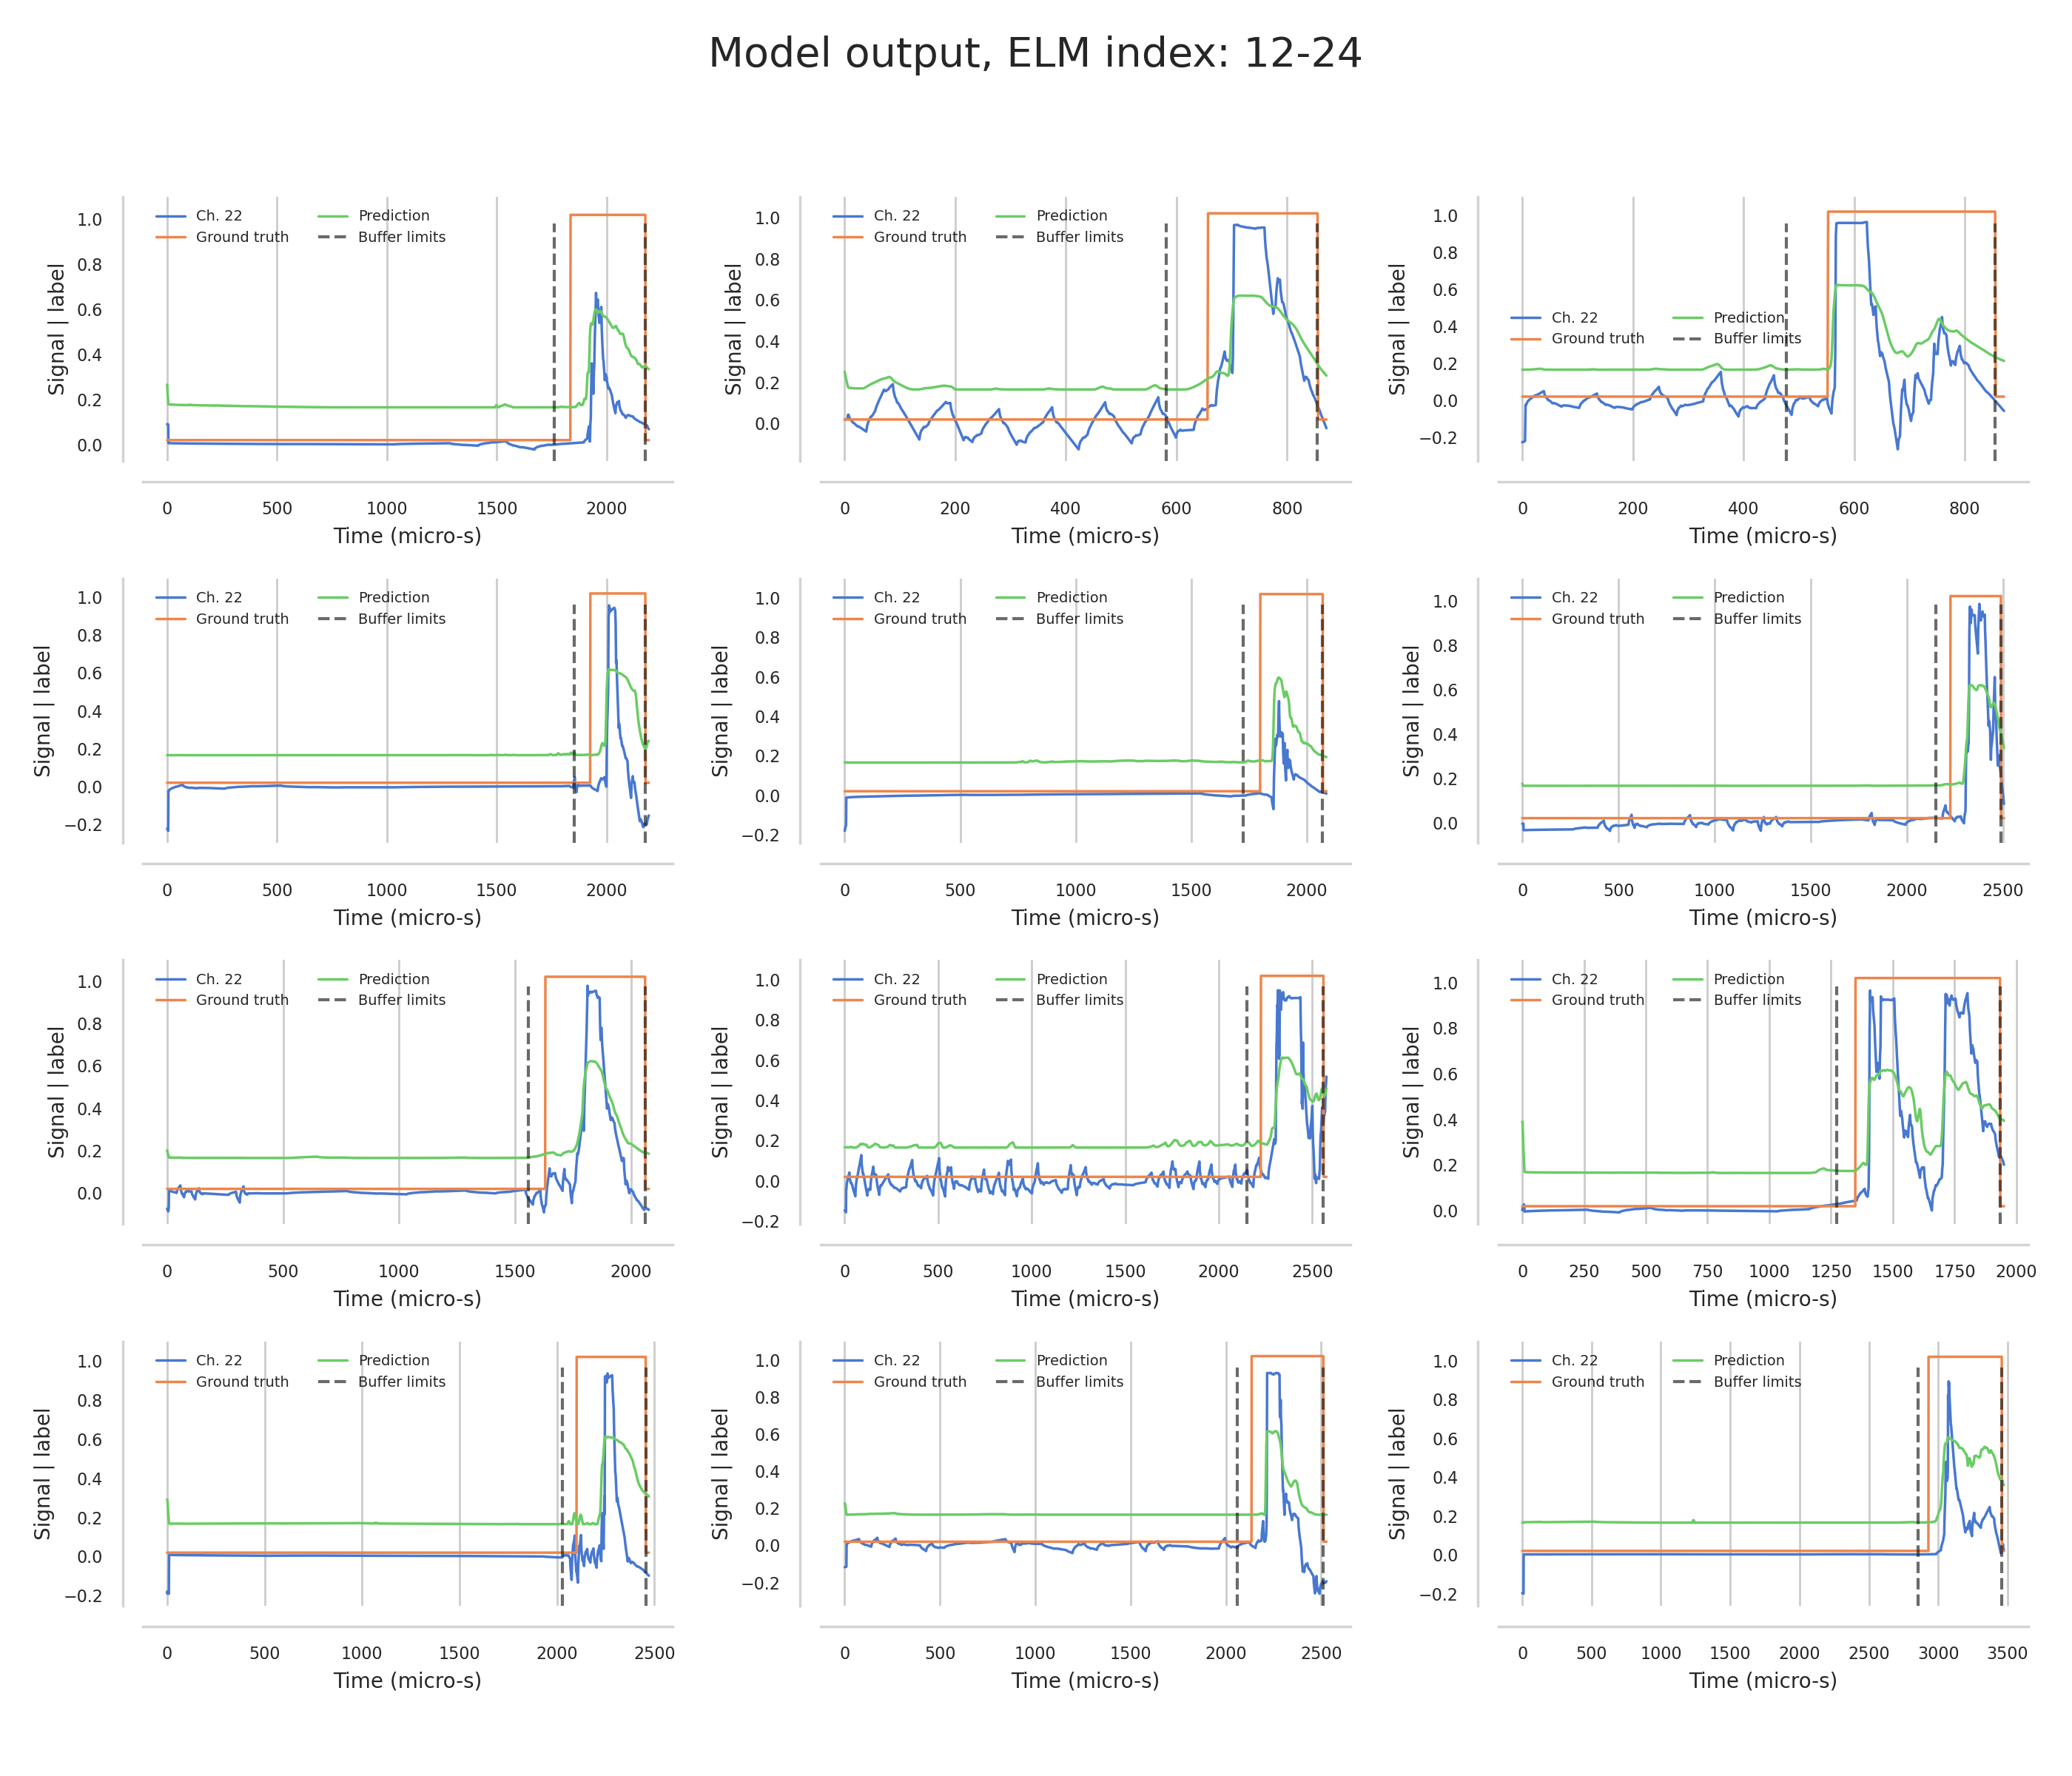 Model output, ELM index: 12-24
Ch. 22 Prediction
Ground truth Buffer limits
1.0
0.8
0.6
0.4
0.2
0.0
Signal | label
0 500 1000 1500 2000
Time (micro-s)
Ch. 22 Prediction
Ground truth Buffer limits
1.0
0.8
0.6
0.4
0.2
0.0
Signal | label
0 200 400 600 800
Time (micro-s)
1.0
0.8
0.6
0.4
0.2
0.0
−0.2
Signal | label
Ch. 22 Prediction
Ground truth Buffer limits
0 200 400 600 800
Time (micro-s)
Ch. 22 Prediction
Ground truth Buffer limits
1.0
0.8
0.6
0.4
0.2
0.0
−0.2
Signal | label
0 500 1000 1500 2000
Time (micro-s)
Ch. 22 Prediction
Ground truth Buffer limits
1.0
0.8
0.6
0.4
0.2
0.0
−0.2
Signal | label
0 500 1000 1500 2000
Time (micro-s)
Ch. 22 Prediction
Ground truth Buffer limits
1.0
0.8
0.6
0.4
0.2
0.0
Signal | label
0 500 1000 1500 2000 2500
Time (micro-s)
Ch. 22 Prediction
Ground truth Buffer limits
1.0
0.8
0.6
0.4
0.2
0.0
Signal | label
0 500 1000 1500 2000
Time (micro-s)
Ch. 22 Prediction
Ground truth Buffer limits
1.0
0.8
0.6
0.4
0.2
0.0
−0.2
Signal | label
0 500 1000 1500 2000 2500
Time (micro-s)
Ch. 22 Prediction
Ground truth Buffer limits
1.0
0.8
0.6
0.4
0.2
0.0
Signal | label
0 250 500 750 1000 1250 1500 1750 2000
Time (micro-s)
Ch. 22 Prediction
Ground truth Buffer limits
1.0
0.8
0.6
0.4
0.2
0.0
−0.2
Signal | label
0 500 1000 1500 2000 2500
Time (micro-s)
Ch. 22 Prediction
Ground truth Buffer limits
1.0
0.8
0.6
0.4
0.2
0.0
−0.2
Signal | label
0 500 1000 1500 2000 2500
Time (micro-s)
Ch. 22 Prediction
Ground truth Buffer limits
1.0
0.8
0.6
0.4
0.2
0.0
−0.2
Signal | label
0 500 1000 1500 2000 2500 3000 3500
Time (micro-s)